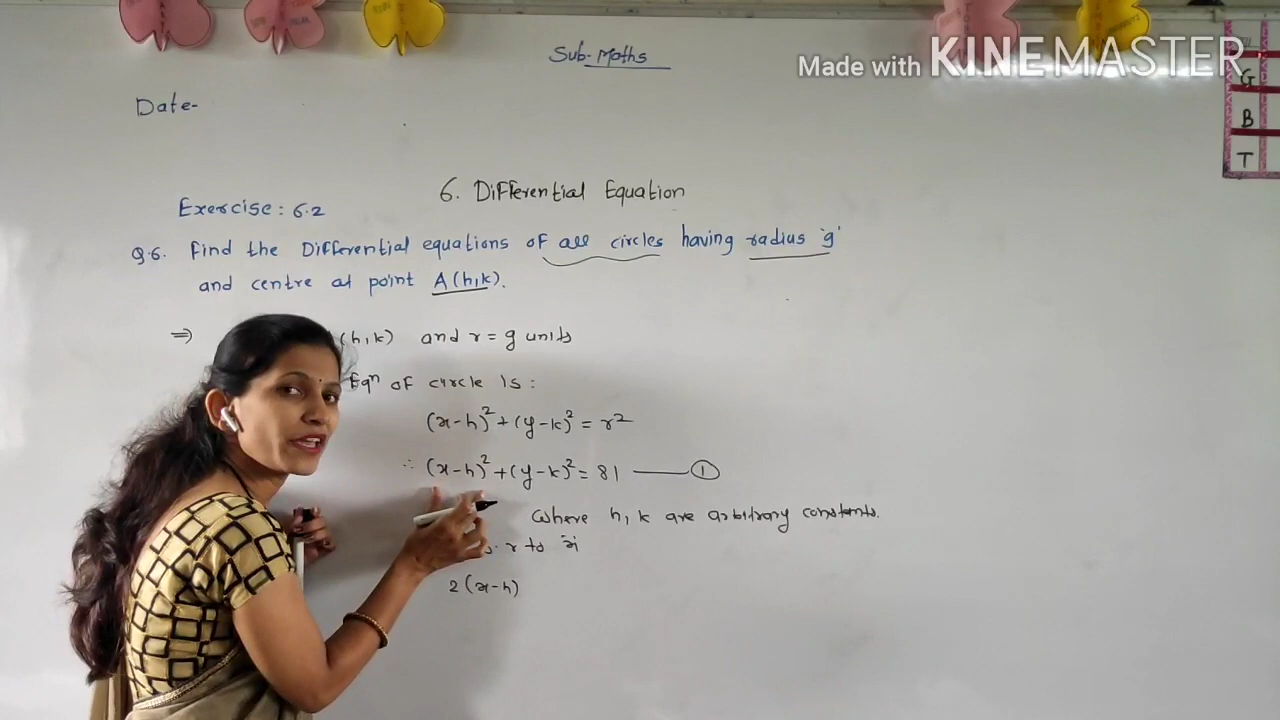 Sub- Maths
Made with KINEMASTER
Date-
G
B
T
6. Differential Equation
Exercise: 6.2
Q.6. Find the Differential equations of all circles having radius '9'
and centre at point A(h,k).
⇒ (h,k) and r = 9 units
Eqn of circle is:
(x-h)²+(y-k)² = r²
∴ (x-h)²+(y-k)² = 81 —— ①
where h, k are arbitrary constants.
r to 'x'
2(x-h)